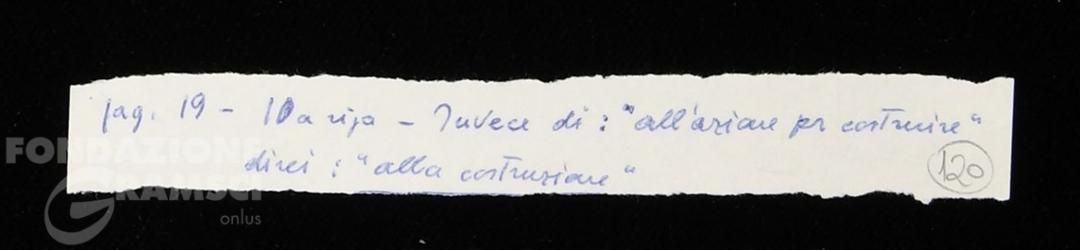 pag. 19 - 10a riga - Invece di: "all'azione per costruire"
direi: "alla costruzione"
120
FONDAZIONE
GRAMSCI
onlus